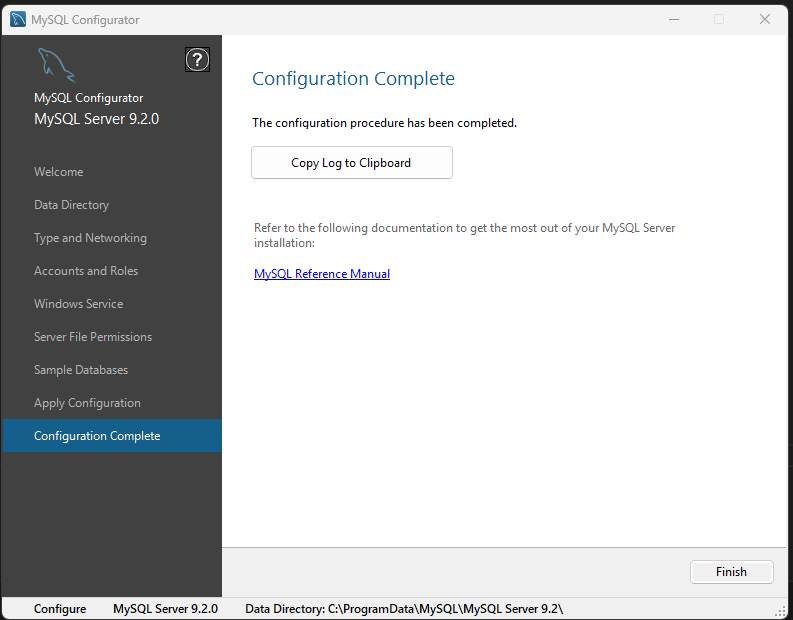 MySQL Configurator
?
MySQL Configurator
MySQL Server 9.2.0
Welcome
Data Directory
Type and Networking
Accounts and Roles
Windows Service
Server File Permissions
Sample Databases
Apply Configuration
Configuration Complete
Configuration Complete
The configuration procedure has been completed.
Copy Log to Clipboard
Refer to the following documentation to get the most out of your MySQL Server
installation:
MySQL Reference Manual
Finish
Configure MySQL Server 9.2.0 Data Directory: C:\ProgramData\MySQL\MySQL Server 9.2\